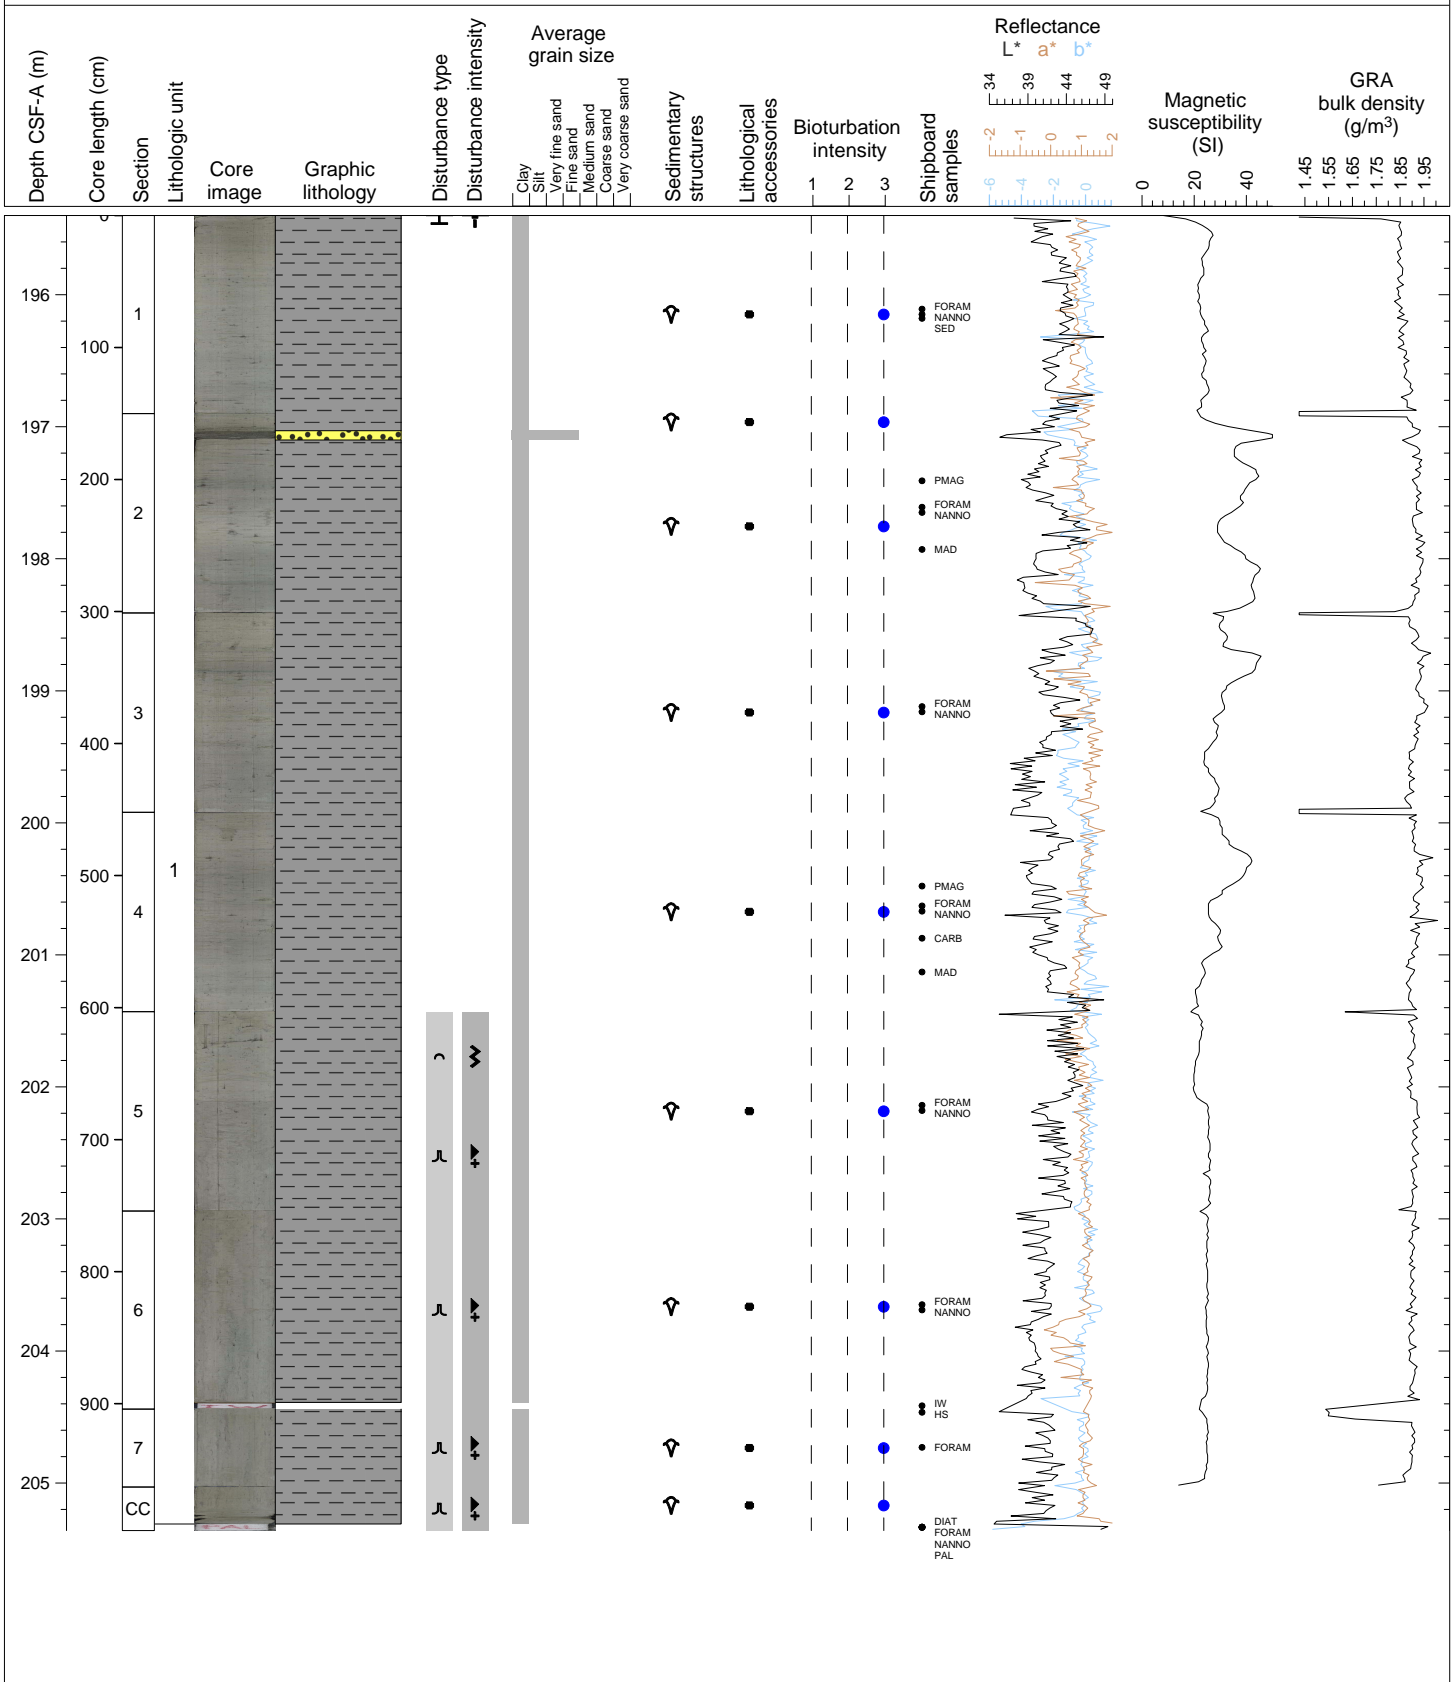 Depth CSF-A (m)
Core length (cm)
Section
Lithologic unit
Core
image
Graphic
lithology
Disturbance type
Disturbance intensity
Average
grain size
Clay
Silt
Very fine sand
Fine sand
Medium sand
Coarse sand
Very coarse sand
Sedimentary
structures
Lithological
accessories
Bioturbation
intensity
1 2 3
Shipboard
samples
Reflectance
L* a* b*
34 39 44 49
-2 -1 0 1 2
-6 -4 -2 0
Magnetic
susceptibility
(SI)
0 20 40
GRA
bulk density
(g/m³)
1.45 1.55 1.65 1.75 1.85 1.95
0
196
1
FORAM
NANNO
SED
100
197
200
PMAG
2
FORAM
NANNO
198
MAD
300
199
3
FORAM
NANNO
400
200
1
500
PMAG
4
FORAM
NANNO
CARB
201
MAD
600
202
5
FORAM
NANNO
700
203
800
6
FORAM
NANNO
204
900
IW
HS
7
FORAM
205
CC
DIAT
FORAM
NANNO
PAL